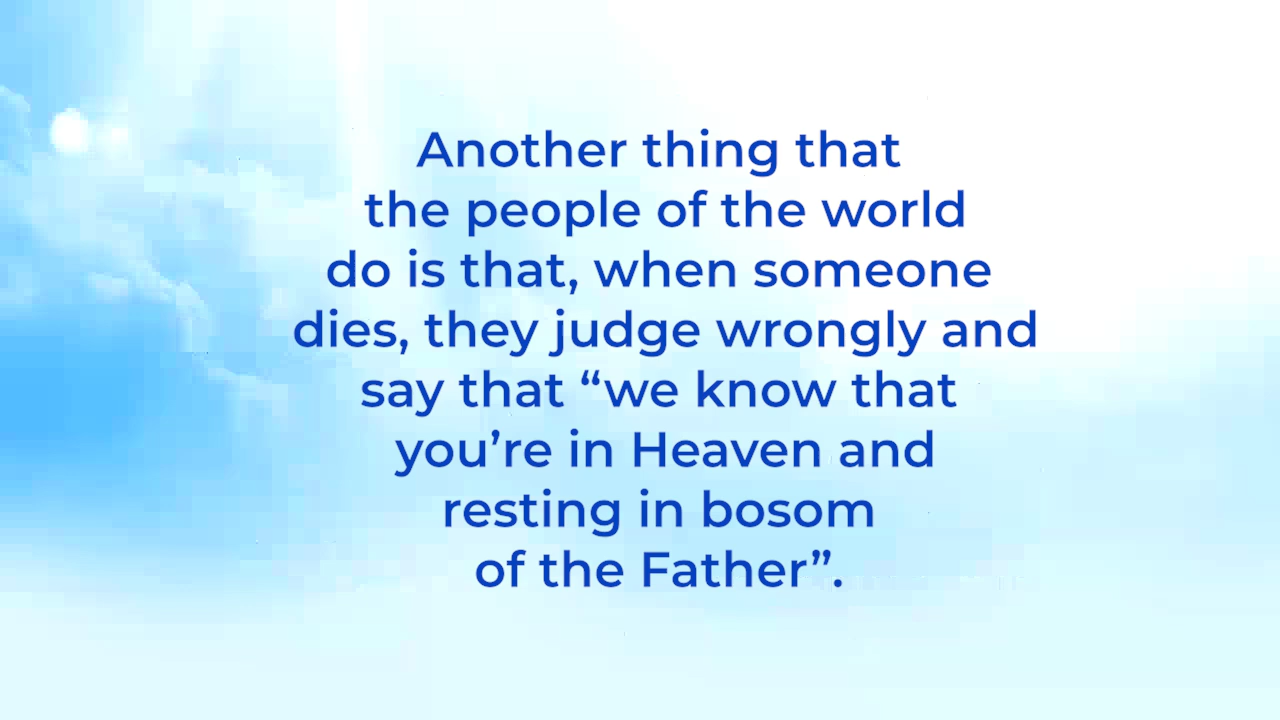 Another thing that
the people of the world
do is that, when someone
dies, they judge wrongly and
say that “we know that
you’re in Heaven and
resting in bosom
of the Father”.